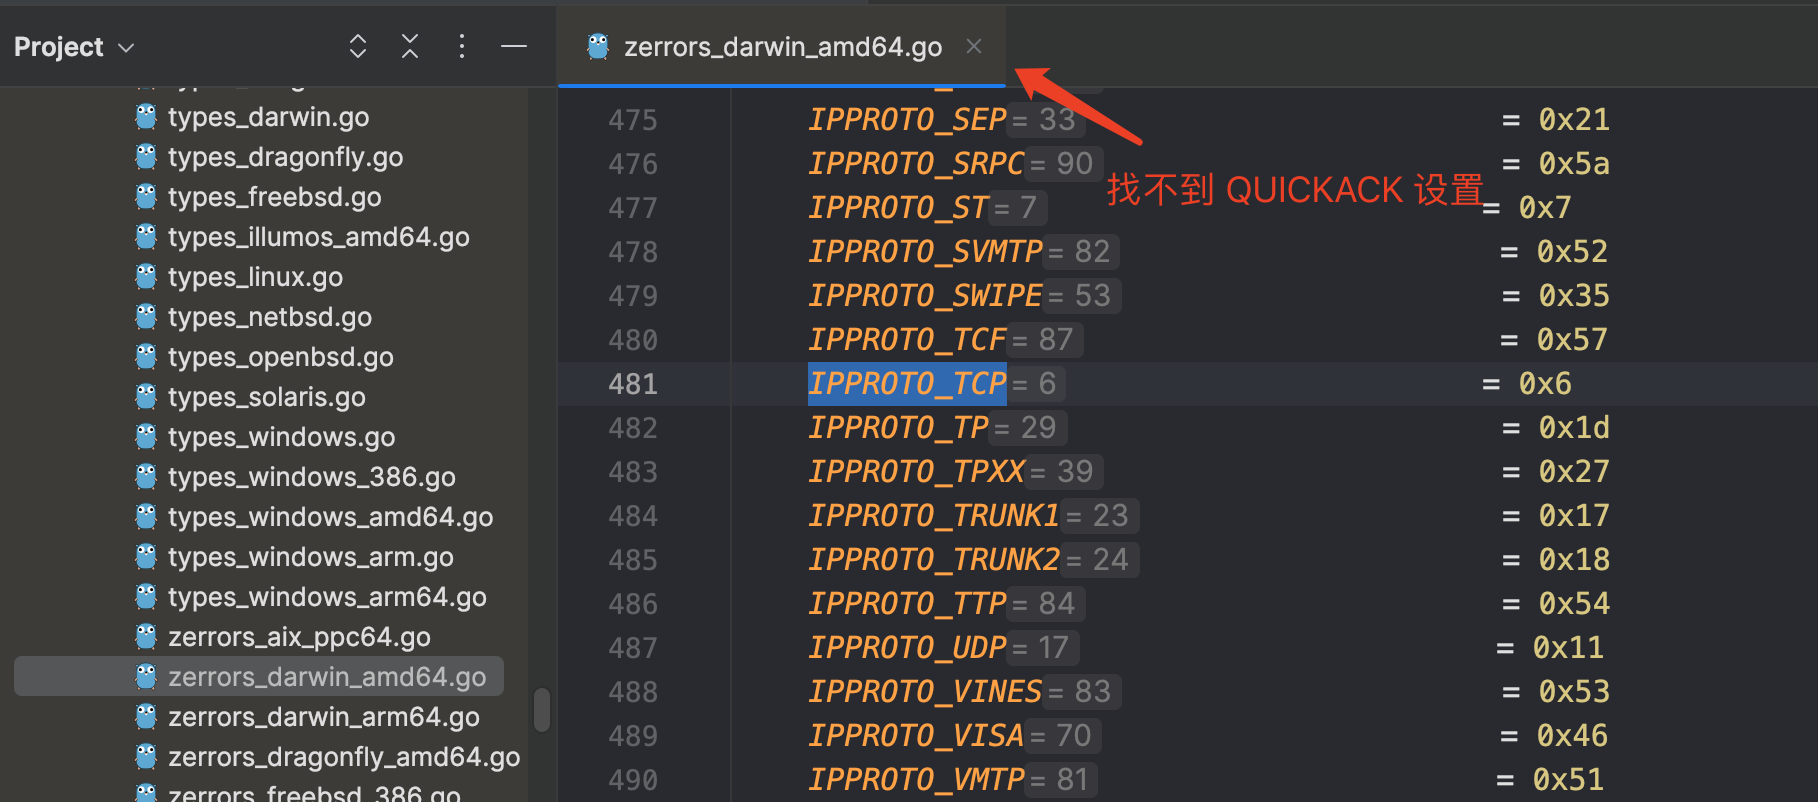 Project
zerrors_darwin_amd64.go
types_darwin.go
types_dragonfly.go
types_freebsd.go
types_illumos_amd64.go
types_linux.go
types_netbsd.go
types_openbsd.go
types_solaris.go
types_windows.go
types_windows_386.go
types_windows_amd64.go
types_windows_arm.go
types_windows_arm64.go
zerrors_aix_ppc64.go
zerrors_darwin_amd64.go
zerrors_darwin_arm64.go
zerrors_dragonfly_amd64.go
zerrors_freebsd_386.go
475 IPPROTO_SEP = 33 = 0x21
476 IPPROTO_SRPC = 90 = 0x5a
找不到 QUICKACK 设置
477 IPPROTO_ST = 7 = 0x7
478 IPPROTO_SVMTP = 82 = 0x52
479 IPPROTO_SWIPE = 53 = 0x35
480 IPPROTO_TCF = 87 = 0x57
481 IPPROTO_TCP = 6 = 0x6
482 IPPROTO_TP = 29 = 0x1d
483 IPPROTO_TPXX = 39 = 0x27
484 IPPROTO_TRUNK1 = 23 = 0x17
485 IPPROTO_TRUNK2 = 24 = 0x18
486 IPPROTO_TTP = 84 = 0x54
487 IPPROTO_UDP = 17 = 0x11
488 IPPROTO_VINES = 83 = 0x53
489 IPPROTO_VISA = 70 = 0x46
490 IPPROTO_VMTP = 81 = 0x51